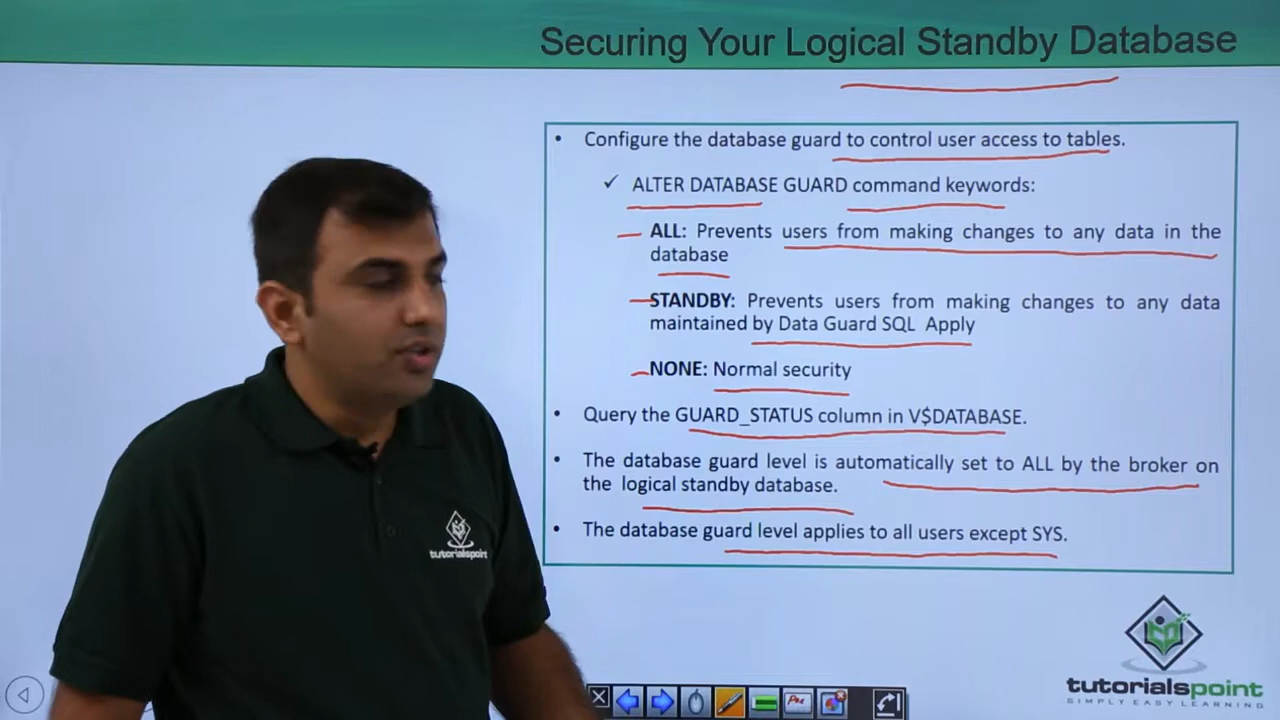 Securing Your Logical Standby Database
• Configure the database guard to control user access to tables.
✓ ALTER DATABASE GUARD command keywords:
ALL: Prevents users from making changes to any data in the
database
STANDBY: Prevents users from making changes to any data
maintained by Data Guard SQL Apply
NONE: Normal security
• Query the GUARD_STATUS column in V$DATABASE.
• The database guard level is automatically set to ALL by the broker on
the logical standby database.
• The database guard level applies to all users except SYS.
tutorialspoint
tutorialspoint
SIMPLY EASY LEARNING